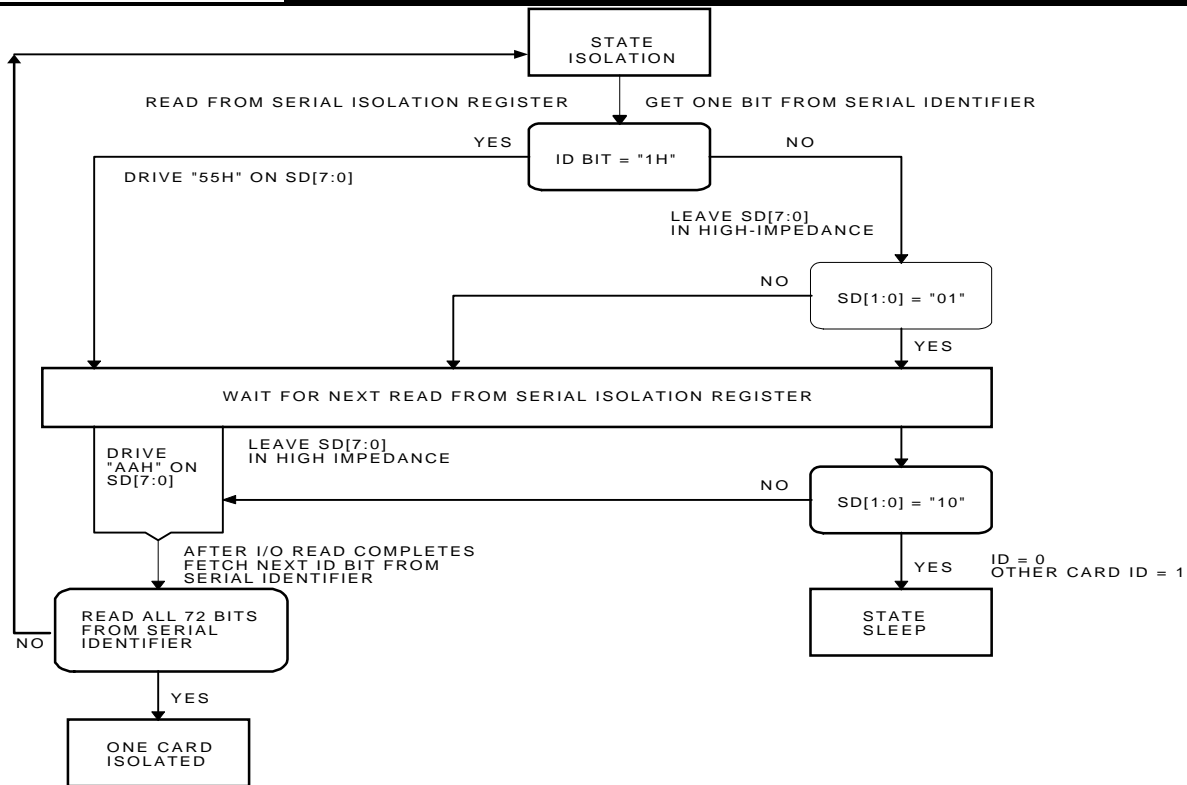 STATE
ISOLATION
READ FROM SERIAL ISOLATION REGISTER
GET ONE BIT FROM SERIAL IDENTIFIER
YES
ID BIT = "1H"
NO
DRIVE "55H" ON SD[7:0]
LEAVE SD[7:0]
IN HIGH-IMPEDANCE
NO
SD[1:0] = "01"
YES
WAIT FOR NEXT READ FROM SERIAL ISOLATION REGISTER
DRIVE
"AAH" ON
SD[7:0]
LEAVE SD[7:0]
IN HIGH IMPEDANCE
NO
SD[1:0] = "10"
AFTER I/O READ COMPLETES
FETCH NEXT ID BIT FROM
SERIAL IDENTIFIER
YES
ID = 0
OTHER CARD ID = 1
READ ALL 72 BITS
FROM SERIAL
IDENTIFIER
NO
STATE
SLEEP
YES
ONE CARD
ISOLATED